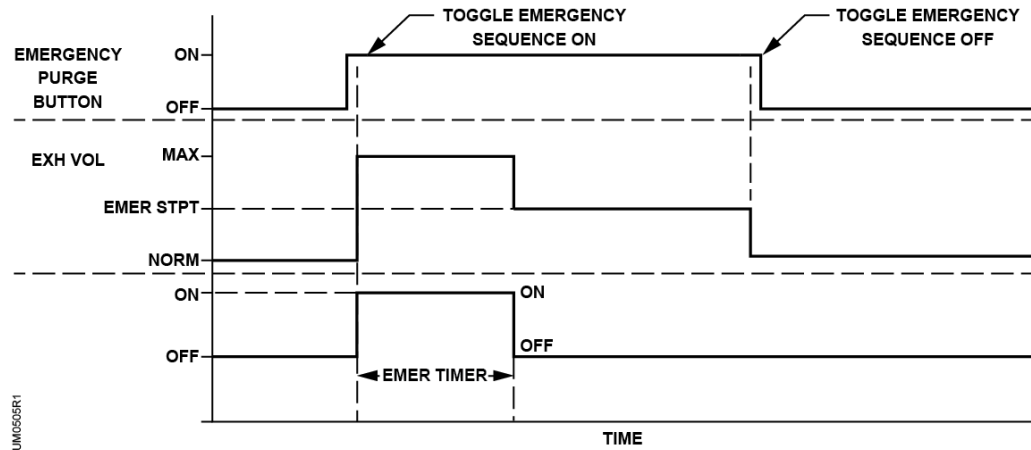 TOGGLE EMERGENCY
SEQUENCE ON
TOGGLE EMERGENCY
SEQUENCE OFF
EMERGENCY
PURGE
BUTTON
ON
OFF
EXH VOL
MAX
EMER STPT
NORM
ON
ON
OFF
OFF
EMER TIMER
TIME
UM0505R1